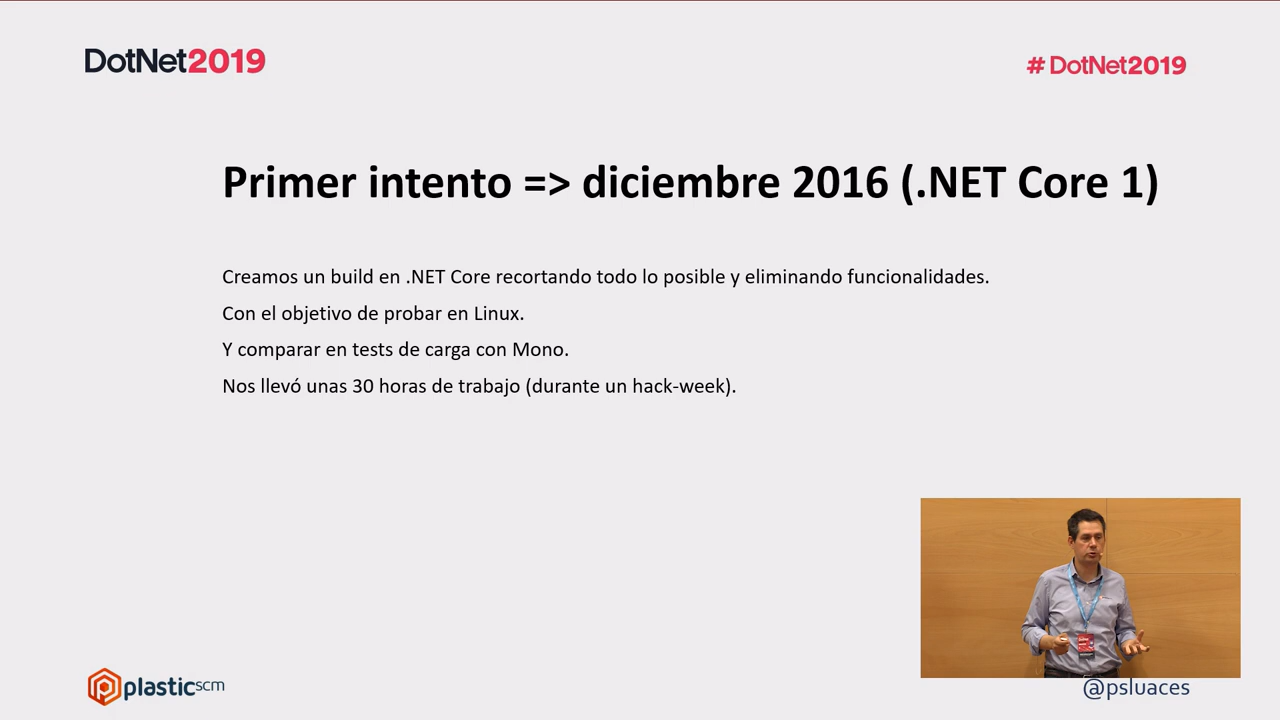 DotNet2019
# DotNet2019
Primer intento => diciembre 2016 (.NET Core 1)
Creamos un build en .NET Core recortando todo lo posible y eliminando funcionalidades.
Con el objetivo de probar en Linux.
Y comparar en tests de carga con Mono.
Nos llevó unas 30 horas de trabajo (durante un hack-week).
plasticscm
@psluaces